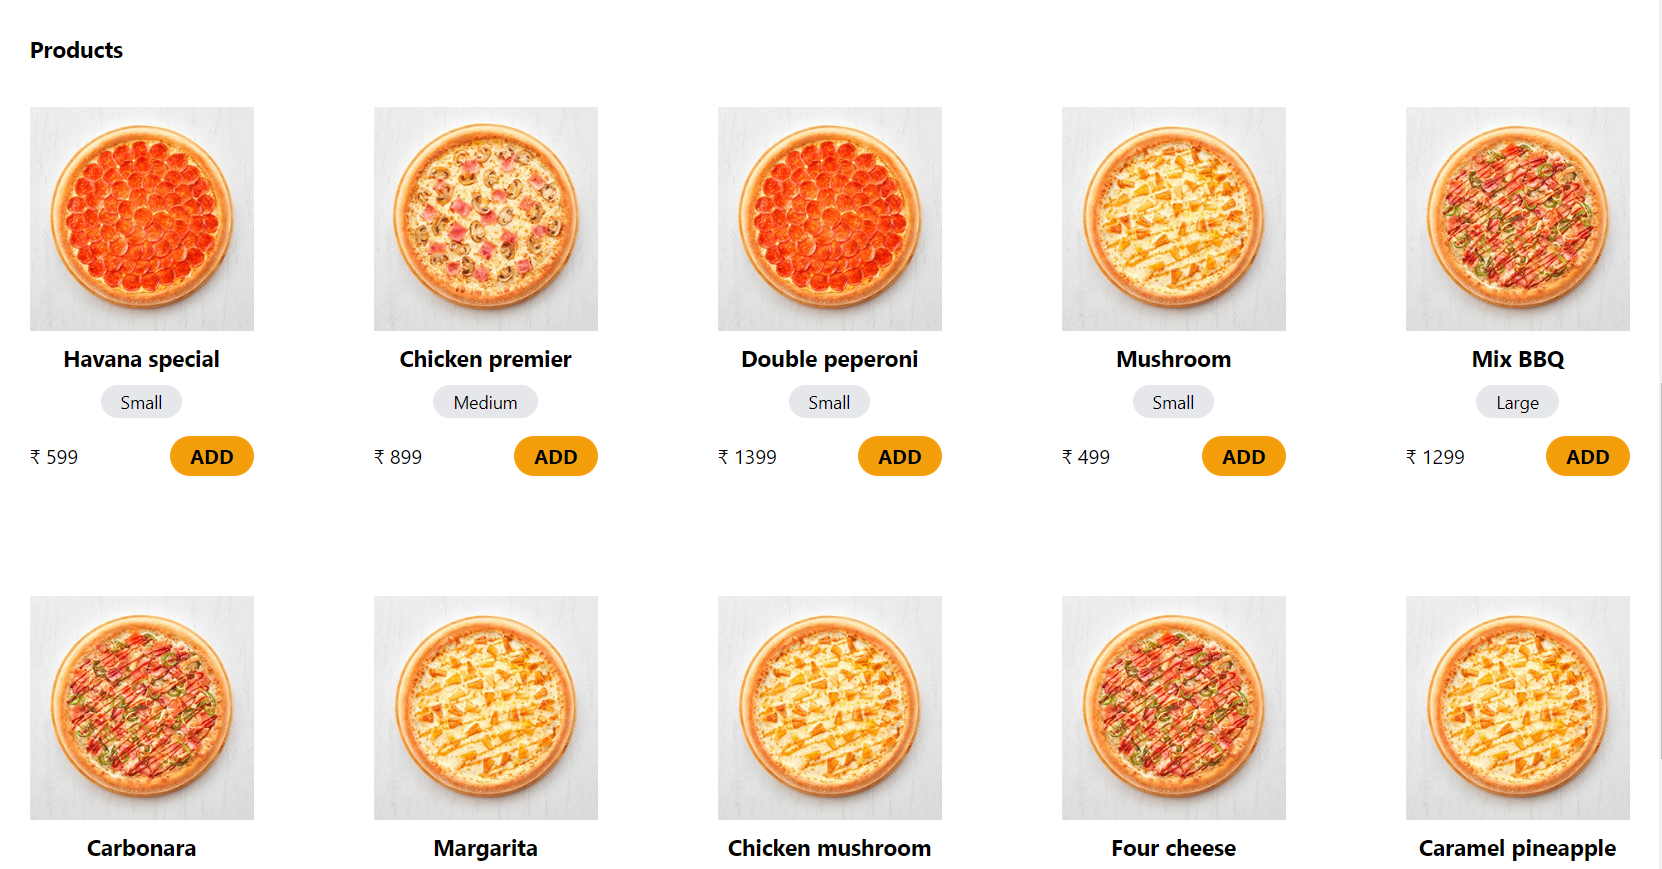 Products
Havana special
Chicken premier
Double peperoni
Mushroom
Mix BBQ
Small
Medium
Small
Small
Large
₹ 599
ADD
₹ 899
ADD
₹ 1399
ADD
₹ 499
ADD
₹ 1299
ADD
Carbonara
Margarita
Chicken mushroom
Four cheese
Caramel pineapple